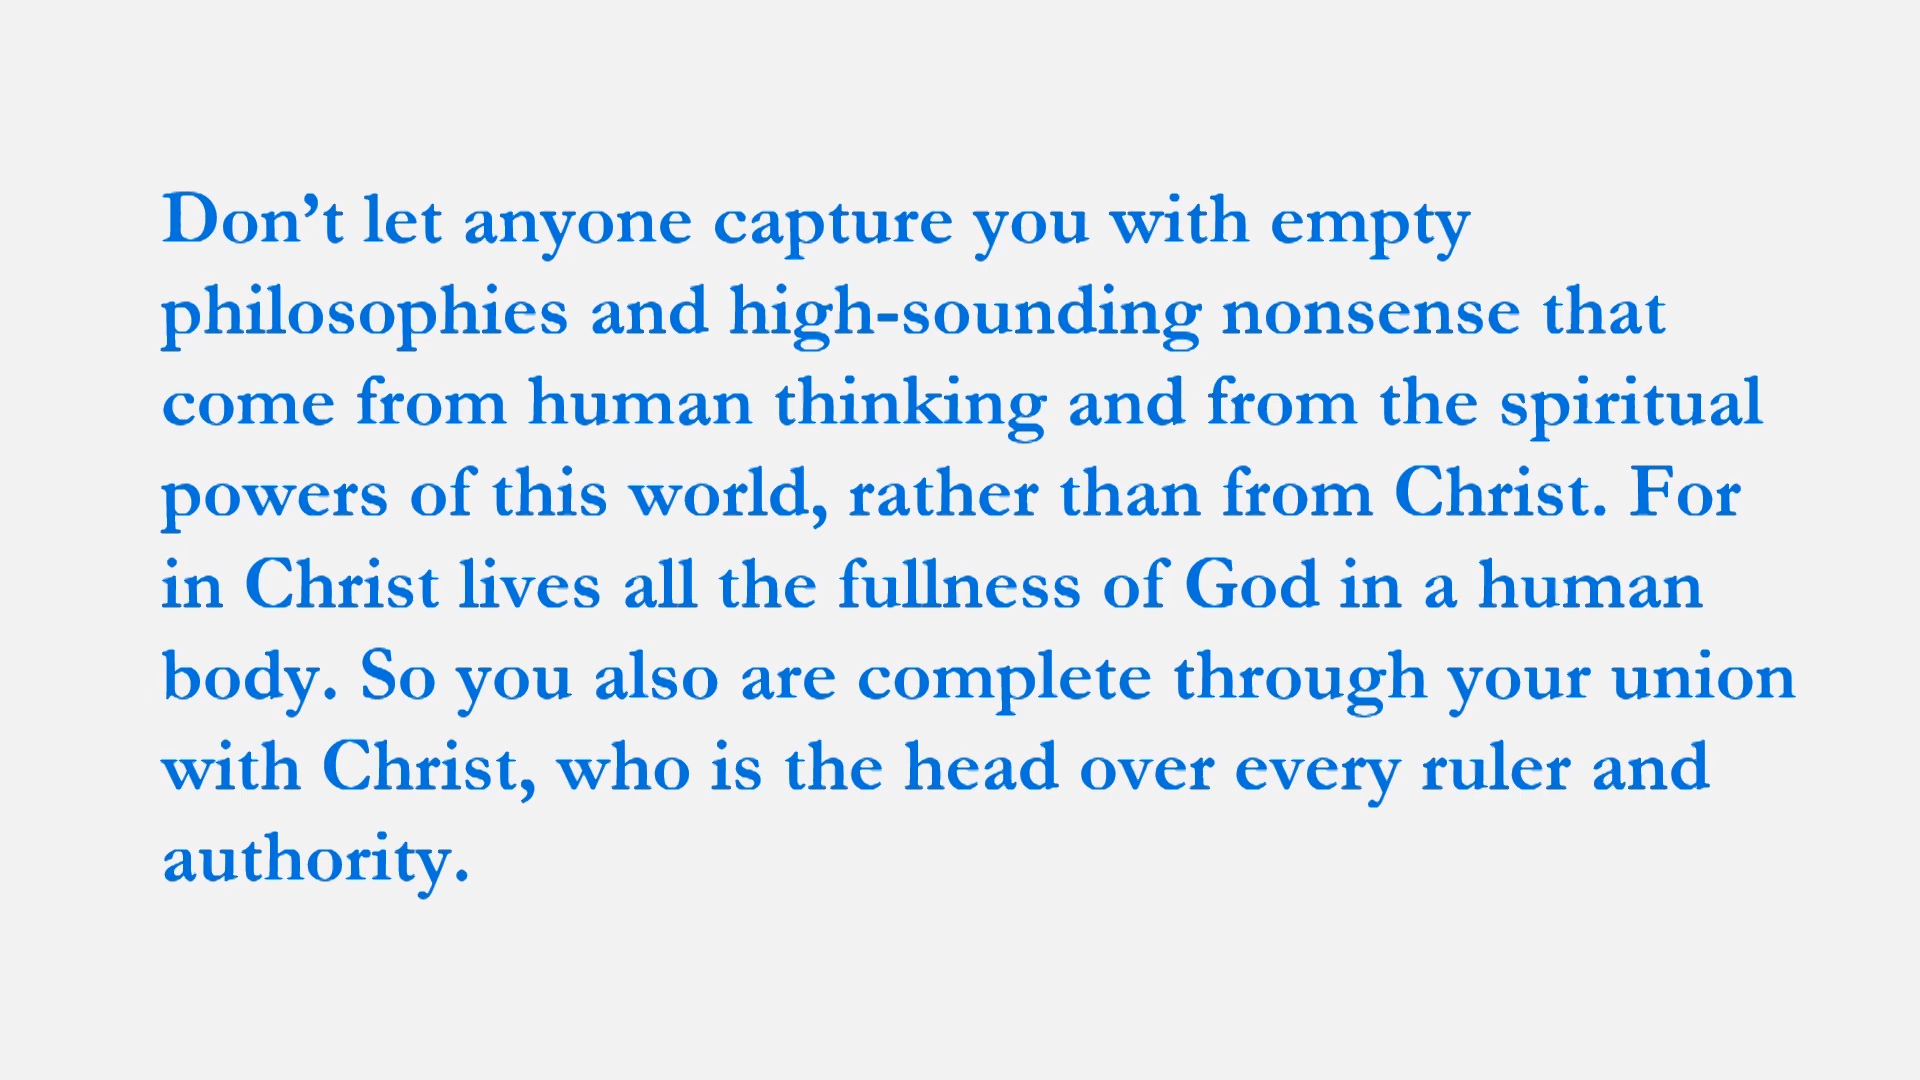 Don’t let anyone capture you with empty
philosophies and high-sounding nonsense that
come from human thinking and from the spiritual
powers of this world, rather than from Christ. For
in Christ lives all the fullness of God in a human
body. So you also are complete through your union
with Christ, who is the head over every ruler and
authority.